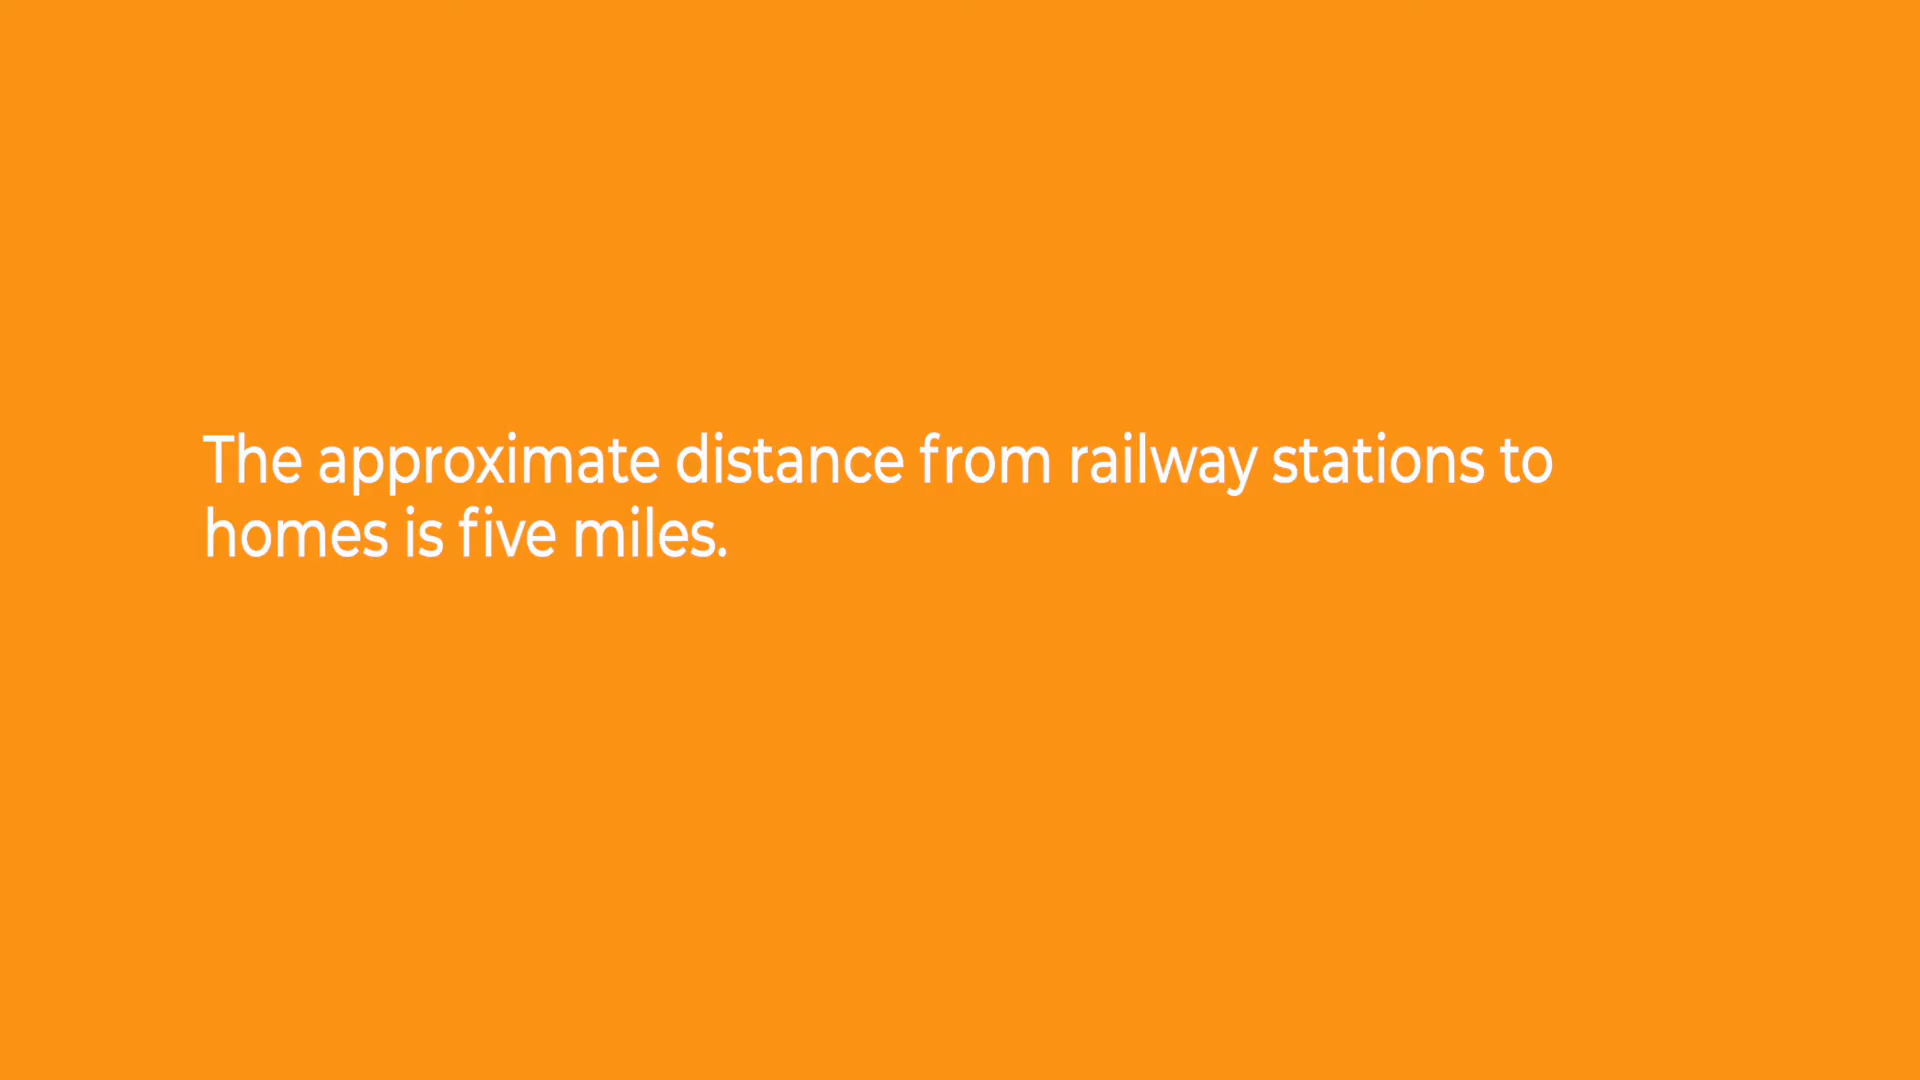 The approximate distance from railway stations to
homes is five miles.